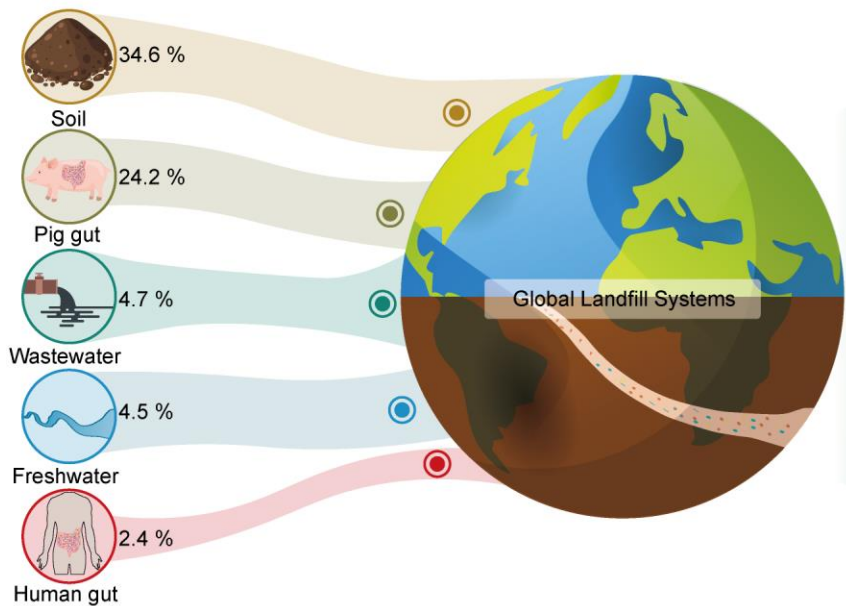 34.6 %
Soil
24.2 %
Pig gut
4.7 %
Wastewater
4.5 %
Freshwater
2.4 %
Human gut
Global Landfill Systems